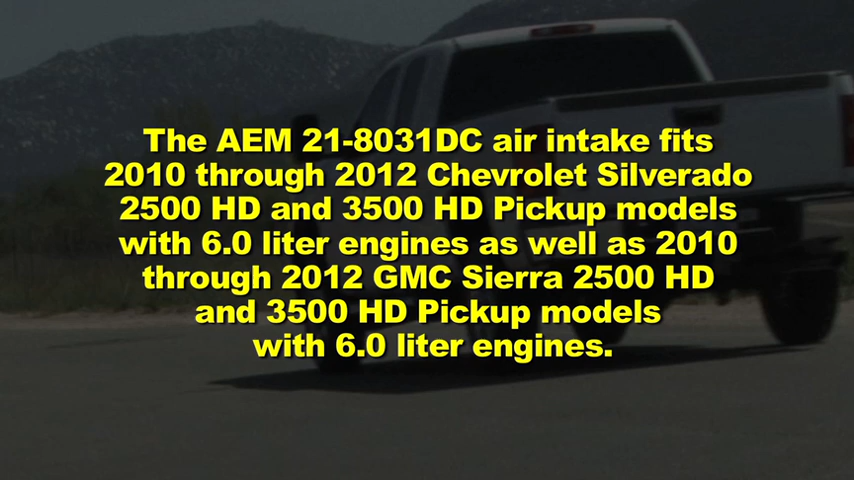 The AEM 21-8031DC air intake fits
2010 through 2012 Chevrolet Silverado
2500 HD and 3500 HD Pickup models
with 6.0 liter engines as well as 2010
through 2012 GMC Sierra 2500 HD
and 3500 HD Pickup models
with 6.0 liter engines.